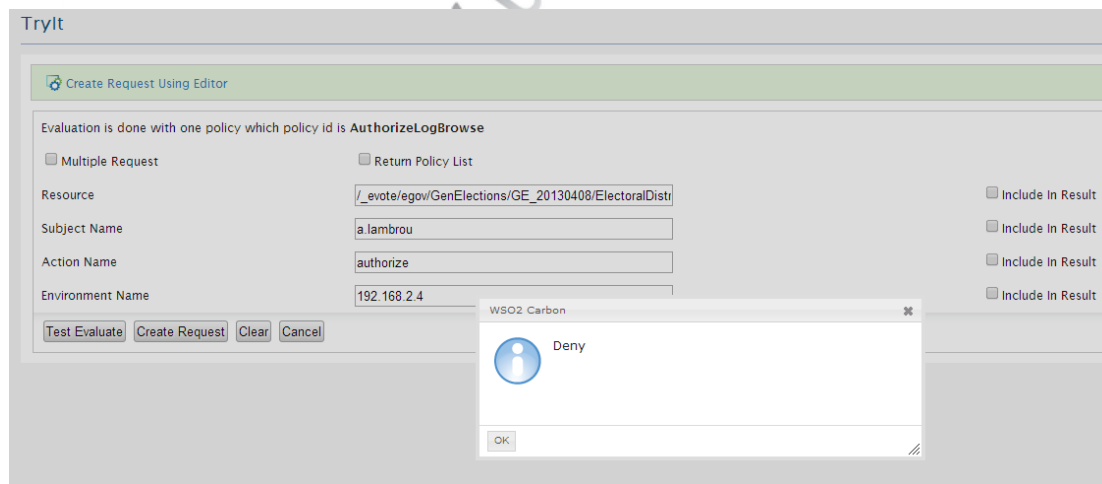 TryIt
Create Request Using Editor
Evaluation is done with one policy which policy id is AuthorizeLogBrowse
Multiple Request
Return Policy List
Resource
/_evote/egov/GenElections/GE_20130408/ElectoralDistr
Include In Result
Subject Name
a.lambrou
Include In Result
Action Name
authorize
Include In Result
Environment Name
192.168.2.4
Include In Result
Test Evaluate
Create Request
Clear
Cancel
WSO2 Carbon
Deny
OK